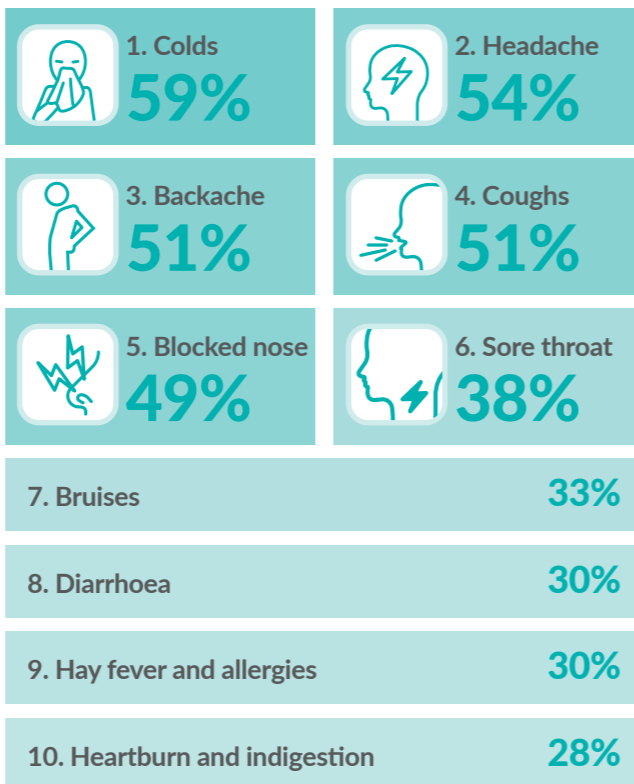 1. Colds
59%
2. Headache
54%
3. Backache
51%
4. Coughs
51%
5. Blocked nose
49%
6. Sore throat
38%
7. Bruises
33%
8. Diarrhoea
30%
9. Hay fever and allergies
30%
10. Heartburn and indigestion
28%